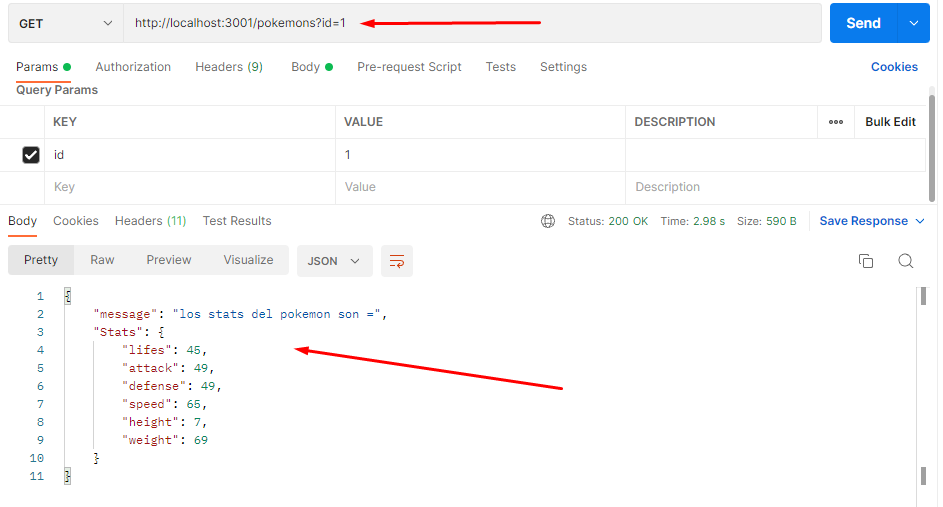 GET http://localhost:3001/pokemons?id=1 Send
Params Authorization Headers (9) Body Pre-request Script Tests Settings Cookies
Query Params
KEY VALUE DESCRIPTION ooo Bulk Edit
id 1
Key Value Description
Body Cookies Headers (11) Test Results Status: 200 OK Time: 2.98 s Size: 590 B Save Response
Pretty Raw Preview Visualize JSON
1 {
2 "message": "los stats del pokemon son =",
3 "Stats": {
4 "lifes": 45,
5 "attack": 49,
6 "defense": 49,
7 "speed": 65,
8 "height": 7,
9 "weight": 69
10 }
11 }